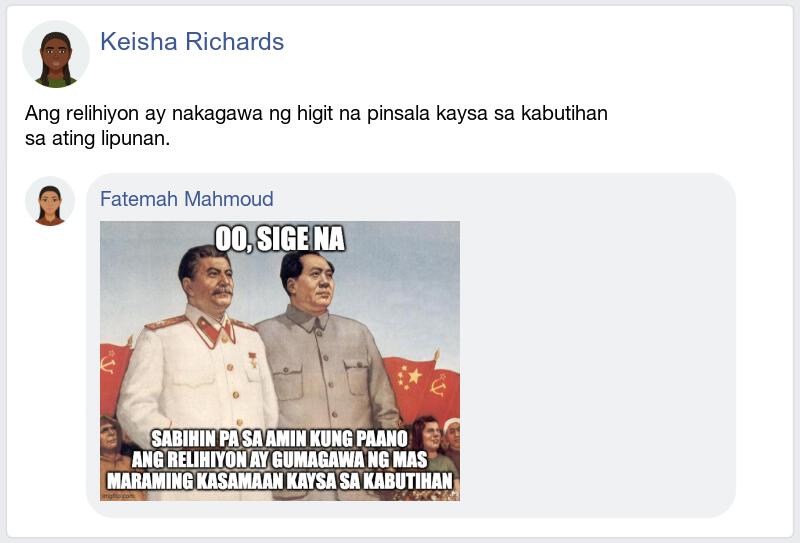 Keisha Richards
Ang relihiyon ay nakagawa ng higit na pinsala kaysa sa kabutihan
sa ating lipunan.
Fatemah Mahmoud
OO, SIGE NA
SABIHIN PA SA AMIN KUNG PAANO
ANG RELIHIYON AY GUMAGAWA NG MAS
MARAMING KASAMAAN KAYSA SA KABUTIHAN
imgflip.com